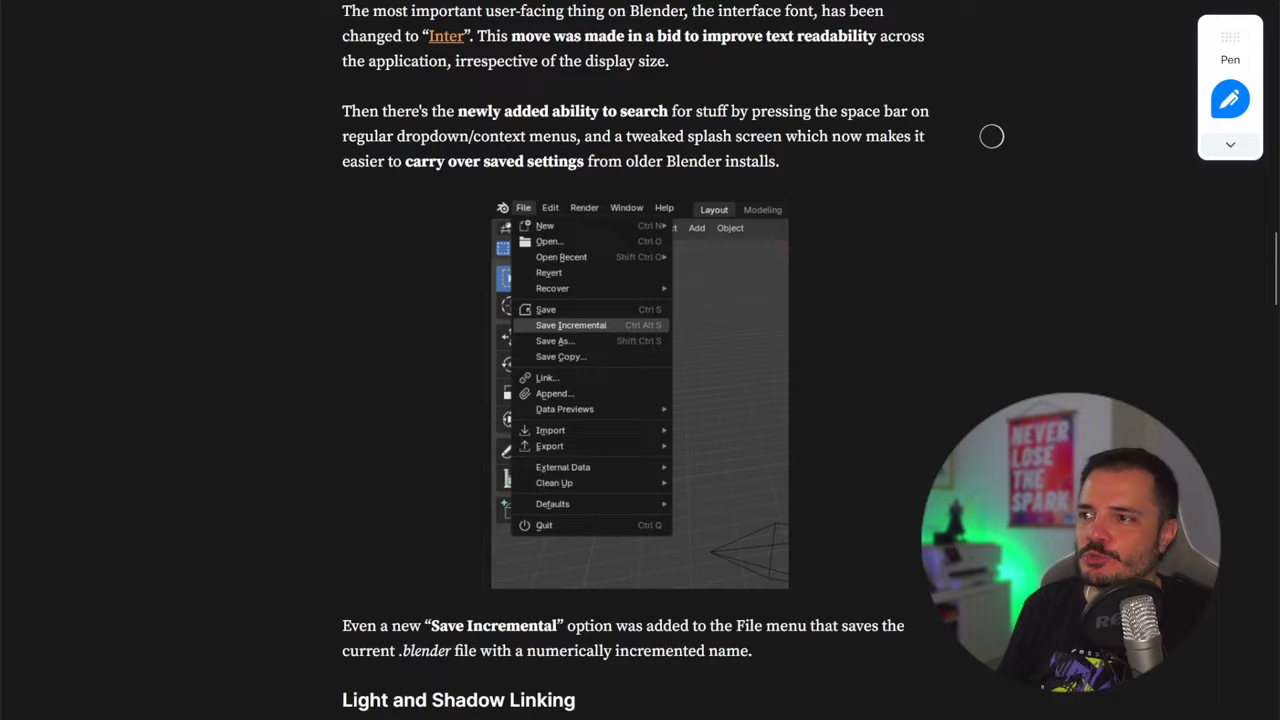 The most important user-facing thing on Blender, the interface font, has been
changed to “Inter”. This move was made in a bid to improve text readability across
the application, irrespective of the display size.
Pen
Then there's the newly added ability to search for stuff by pressing the space bar on
regular dropdown/context menus, and a tweaked splash screen which now makes it
easier to carry over saved settings from older Blender installs.
File Edit Render Window Help Layout Modeling
Add Object
New Ctrl N
Open... Ctrl O
Open Recent Shift Ctrl O
Revert
Recover
Save Ctrl S
Save Incremental Ctrl Alt S
Save As... Shift Ctrl S
Save Copy...
Link...
Append...
Data Previews
Import
Export
External Data
Clean Up
Defaults
Quit Ctrl Q
NEVER
LOSE
THE
SPARK
Even a new “Save Incremental” option was added to the File menu that saves the
current .blender file with a numerically incremented name.
Light and Shadow Linking